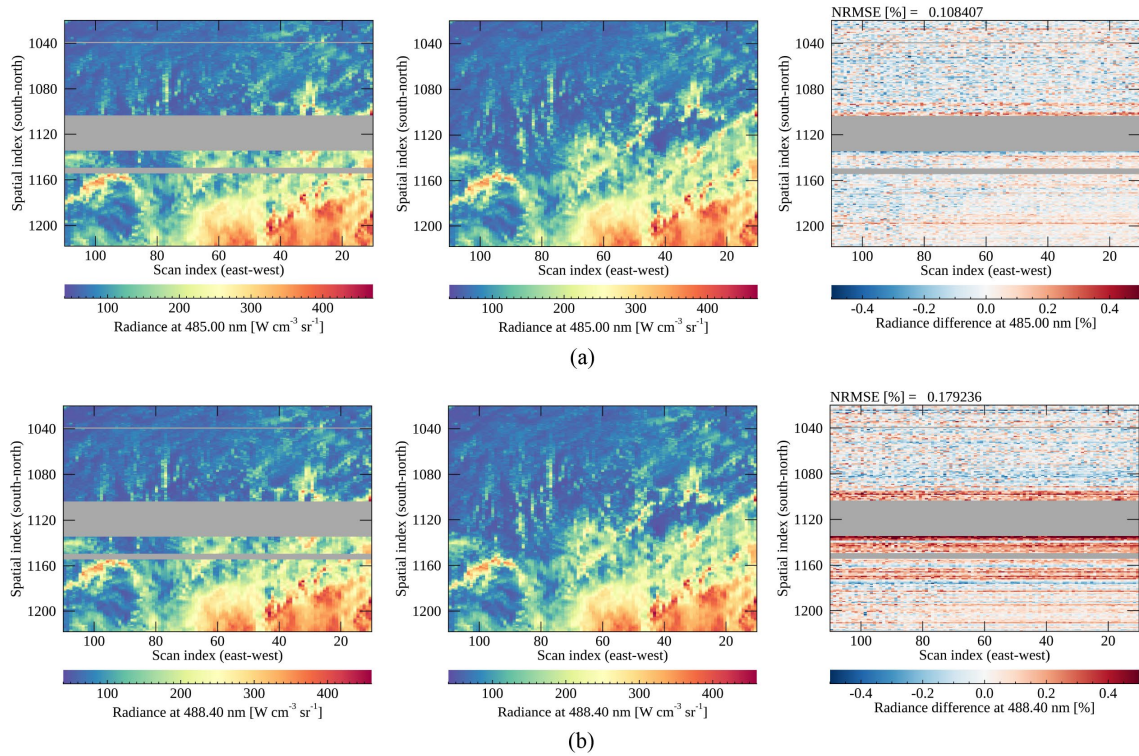 NRMSE [%] = 0.108407
1040
1080
1120
1160
1200
Spatial index (south-north)
100 80 60 40 20
Scan index (east-west)
100 200 300 400
Radiance at 485.00 nm [W cm⁻³ sr⁻¹]
1040
1080
1120
1160
1200
Spatial index (south-north)
100 80 60 40 20
Scan index (east-west)
100 200 300 400
Radiance at 485.00 nm [W cm⁻³ sr⁻¹]
1040
1080
1120
1160
1200
Spatial index (south-north)
100 80 60 40 20
Scan index (east-west)
-0.4 -0.2 0.0 0.2 0.4
Radiance difference at 485.00 nm [%]
(a)
NRMSE [%] = 0.179236
1040
1080
1120
1160
1200
Spatial index (south-north)
100 80 60 40 20
Scan index (east-west)
100 200 300 400
Radiance at 488.40 nm [W cm⁻³ sr⁻¹]
1040
1080
1120
1160
1200
Spatial index (south-north)
100 80 60 40 20
Scan index (east-west)
100 200 300 400
Radiance at 488.40 nm [W cm⁻³ sr⁻¹]
1040
1080
1120
1160
1200
Spatial index (south-north)
100 80 60 40 20
Scan index (east-west)
-0.4 -0.2 0.0 0.2 0.4
Radiance difference at 488.40 nm [%]
(b)